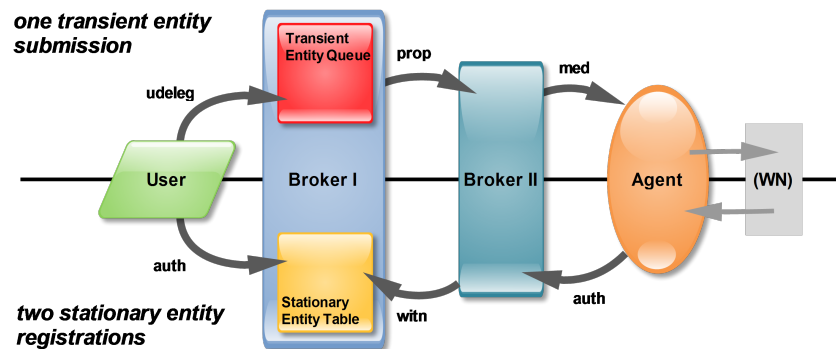 one transient entity
submission
Transient
Entity Queue
prop
med
udeleg
User
Broker I
Broker II
Agent
(WN)
auth
Stationary
Entity Table
witn
auth
two stationary entity
registrations